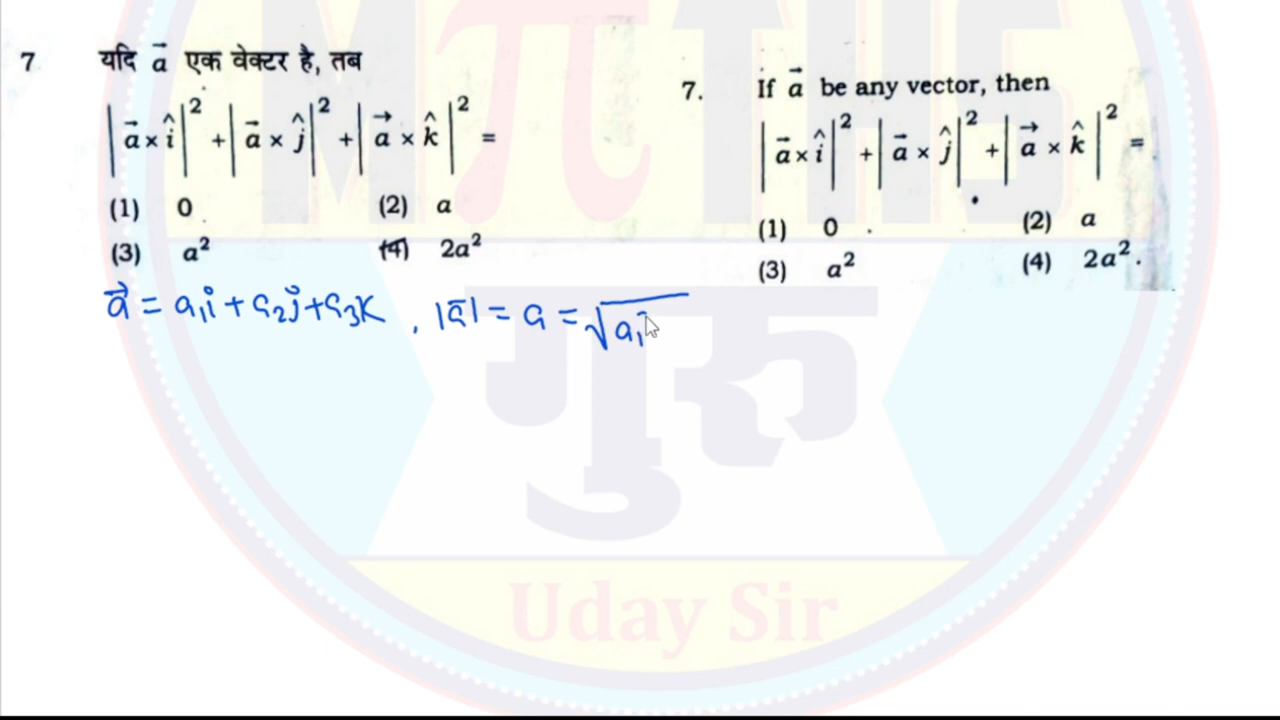 7 यदि a⃗ एक वेक्टर है, तब
|a⃗ × î|² + |a⃗ × ĵ|² + |a⃗ × k̂|² =
(1) 0 (2) a
(3) a² (4) 2a²
7. If a⃗ be any vector, then
|a⃗ × î|² + |a⃗ × ĵ|² + |a⃗ × k̂|² =
(1) 0 (2) a
(3) a² (4) 2a².
a⃗ = a₁i + a₂j + a₃k , |a̅| = a = √a₁
MπTHS
गुरु
Uday Sir